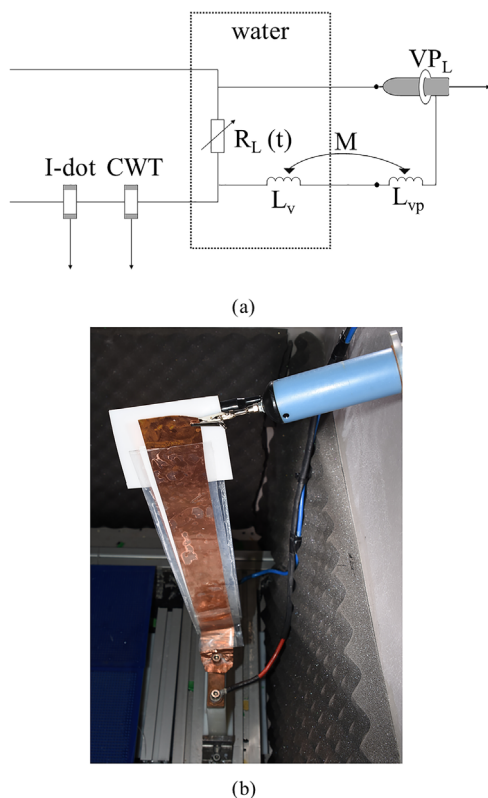 water
VP_L
R_L (t)
M
I-dot CWT
L_v
L_vp
(a)
(b)